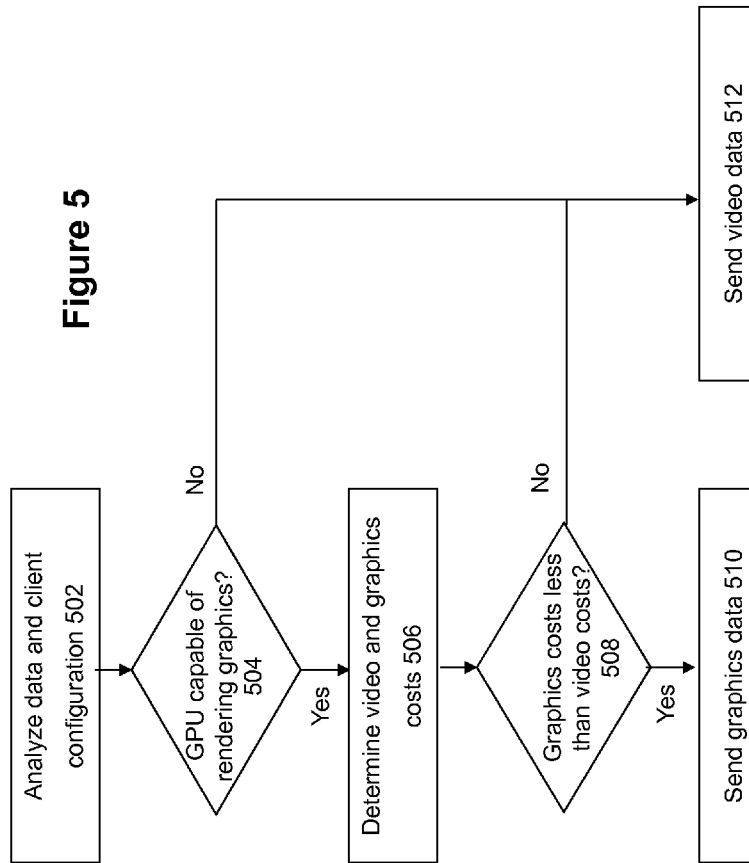 Figure 5
Analyze data and client
configuration 502
GPU capable of
rendering graphics?
504
No
Yes
Determine video and graphics
costs 506
Graphics costs less
than video costs?
508
No
Yes
Send graphics data 510
Send video data 512